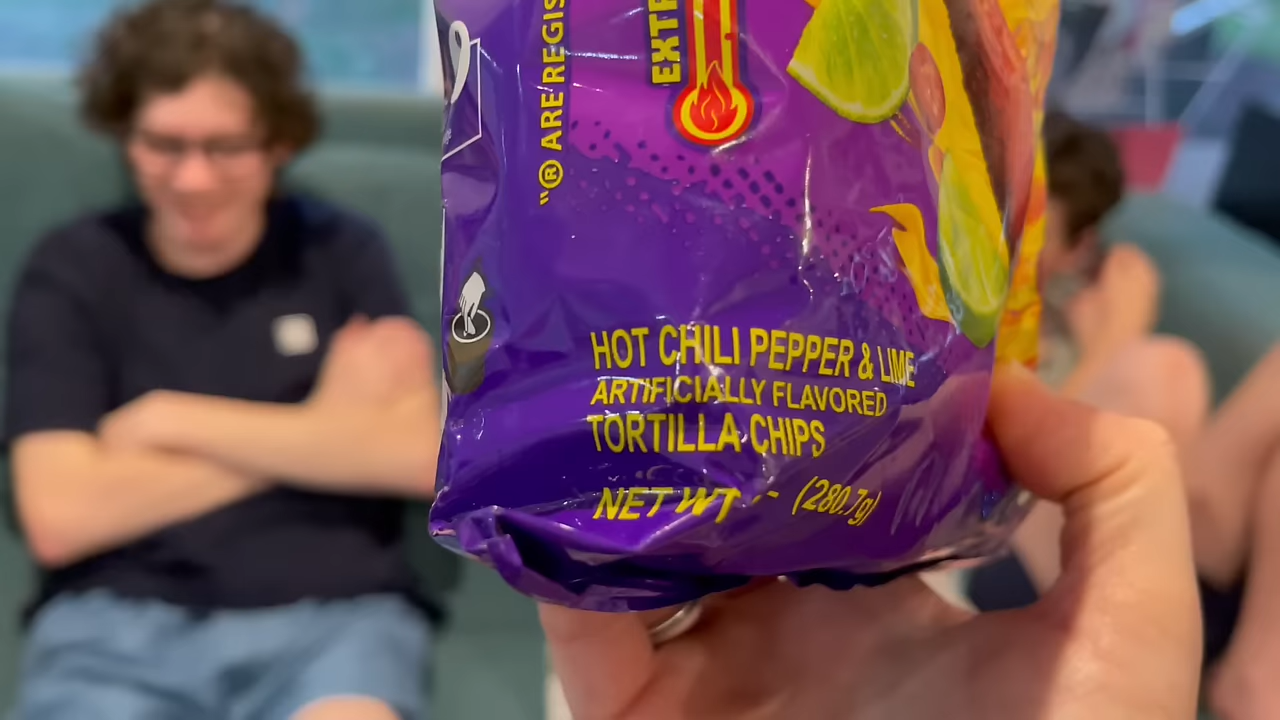 EXTR
"® ARE REGIS
HOT CHILI PEPPER & LIME
ARTIFICIALLY FLAVORED
TORTILLA CHIPS
NET WT (280.7g)